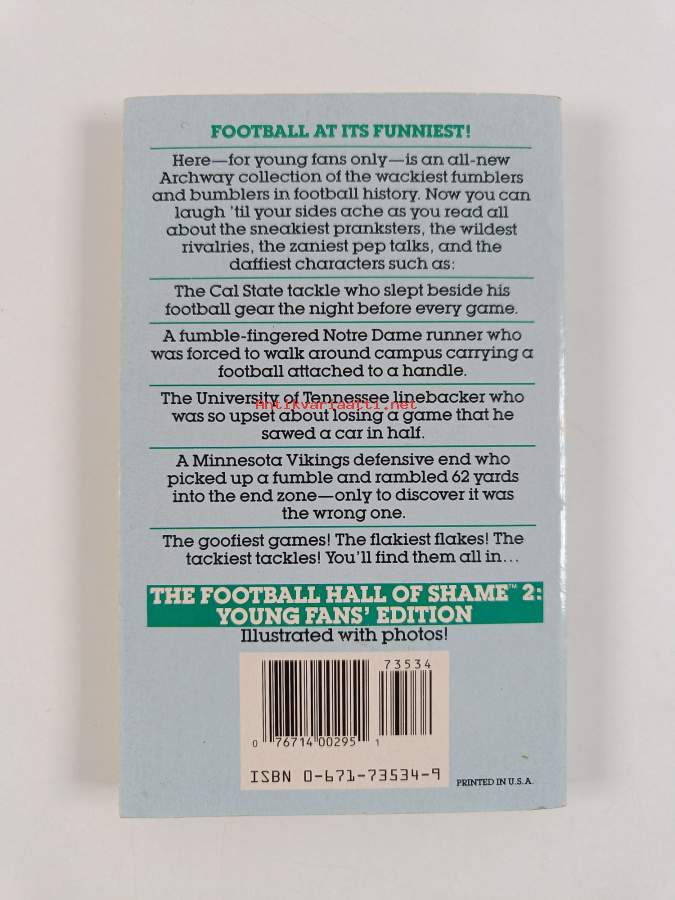 FOOTBALL AT ITS FUNNIEST!
Here—for young fans only—is an all-new
Archway collection of the wackiest fumblers
and bumblers in football history. Now you can
laugh 'til your sides ache as you read all
about the sneakiest pranksters, the wildest
rivalries, the zaniest pep talks, and the
daffiest characters such as:
The Cal State tackle who slept beside his
football gear the night before every game.
A fumble-fingered Notre Dame runner who
was forced to walk around campus carrying a
football attached to a handle.
The University of Tennessee linebacker who
Antikvariaatti.net
was so upset about losing a game that he
sawed a car in half.
A Minnesota Vikings defensive end who
picked up a fumble and rambled 62 yards
into the end zone—only to discover it was
the wrong one.
The goofiest games! The flakiest flakes! The
tackiest tackles! You'll find them all in...
THE FOOTBALL HALL OF SHAME™ 2:
YOUNG FANS' EDITION
Illustrated with photos!
73534
0 76714 00295 1
ISBN 0-671-73534-9
PRINTED IN U.S.A.